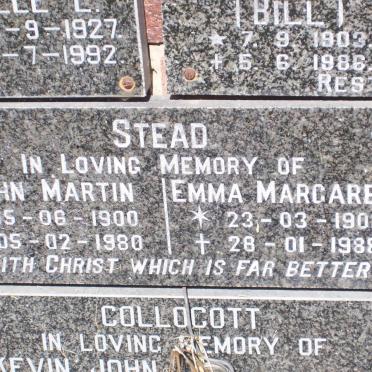 (BILL)
-9-1927. * 7. 9. 1903.
-7-1992. + 5. 6. 1986.
RES
STEAD
IN LOVING MEMORY OF
HN MARTIN EMMA MARGARE
5-06-1900 * 23-03-190
05-02-1980 + 28-01-198
ITH CHRIST WHICH IS FAR BETTER
COLLOCOTT
IN LOVING MEMORY OF
KEVIN JOHN